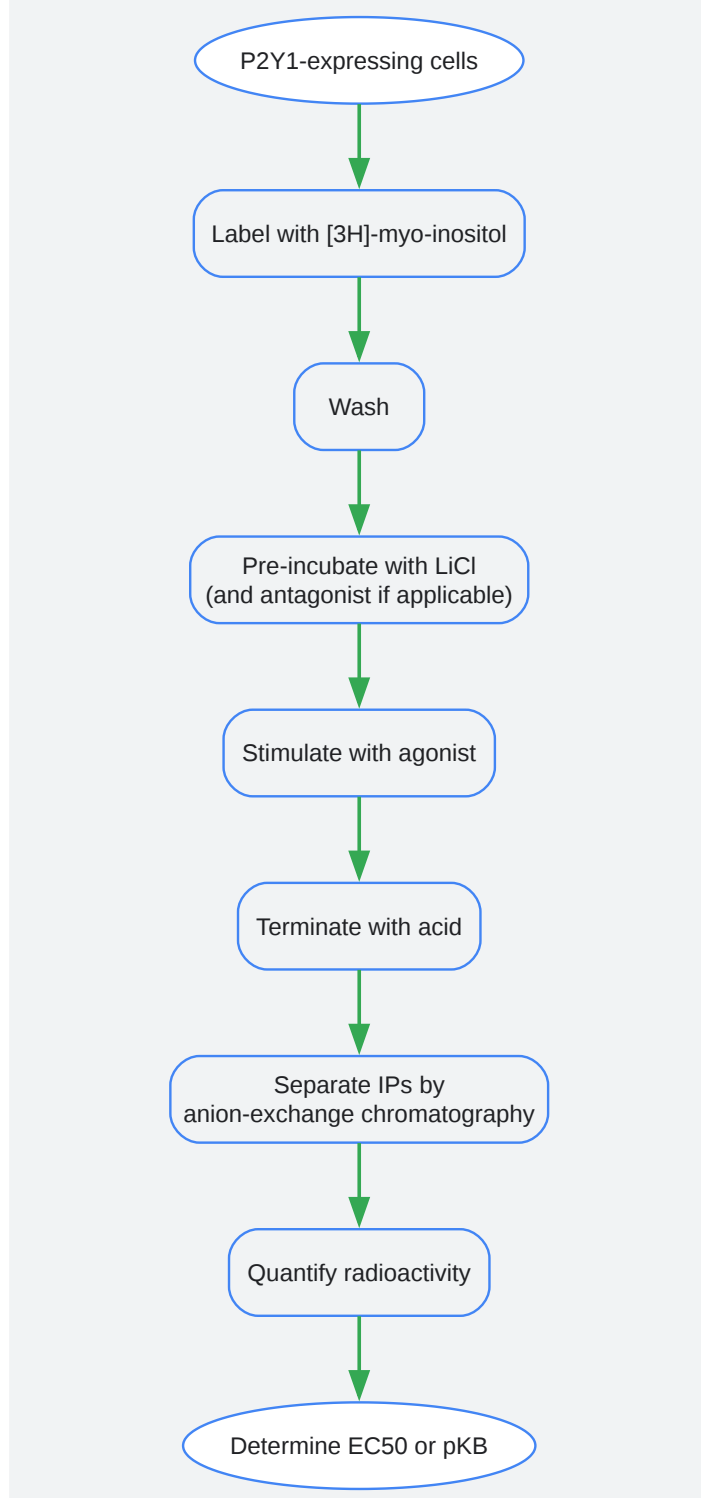 P2Y1-expressing cells
Label with [3H]-myo-inositol
Wash
Pre-incubate with LiCl
(and antagonist if applicable)
Stimulate with agonist
Terminate with acid
Separate IPs by
anion-exchange chromatography
Quantify radioactivity
Determine EC50 or pKB